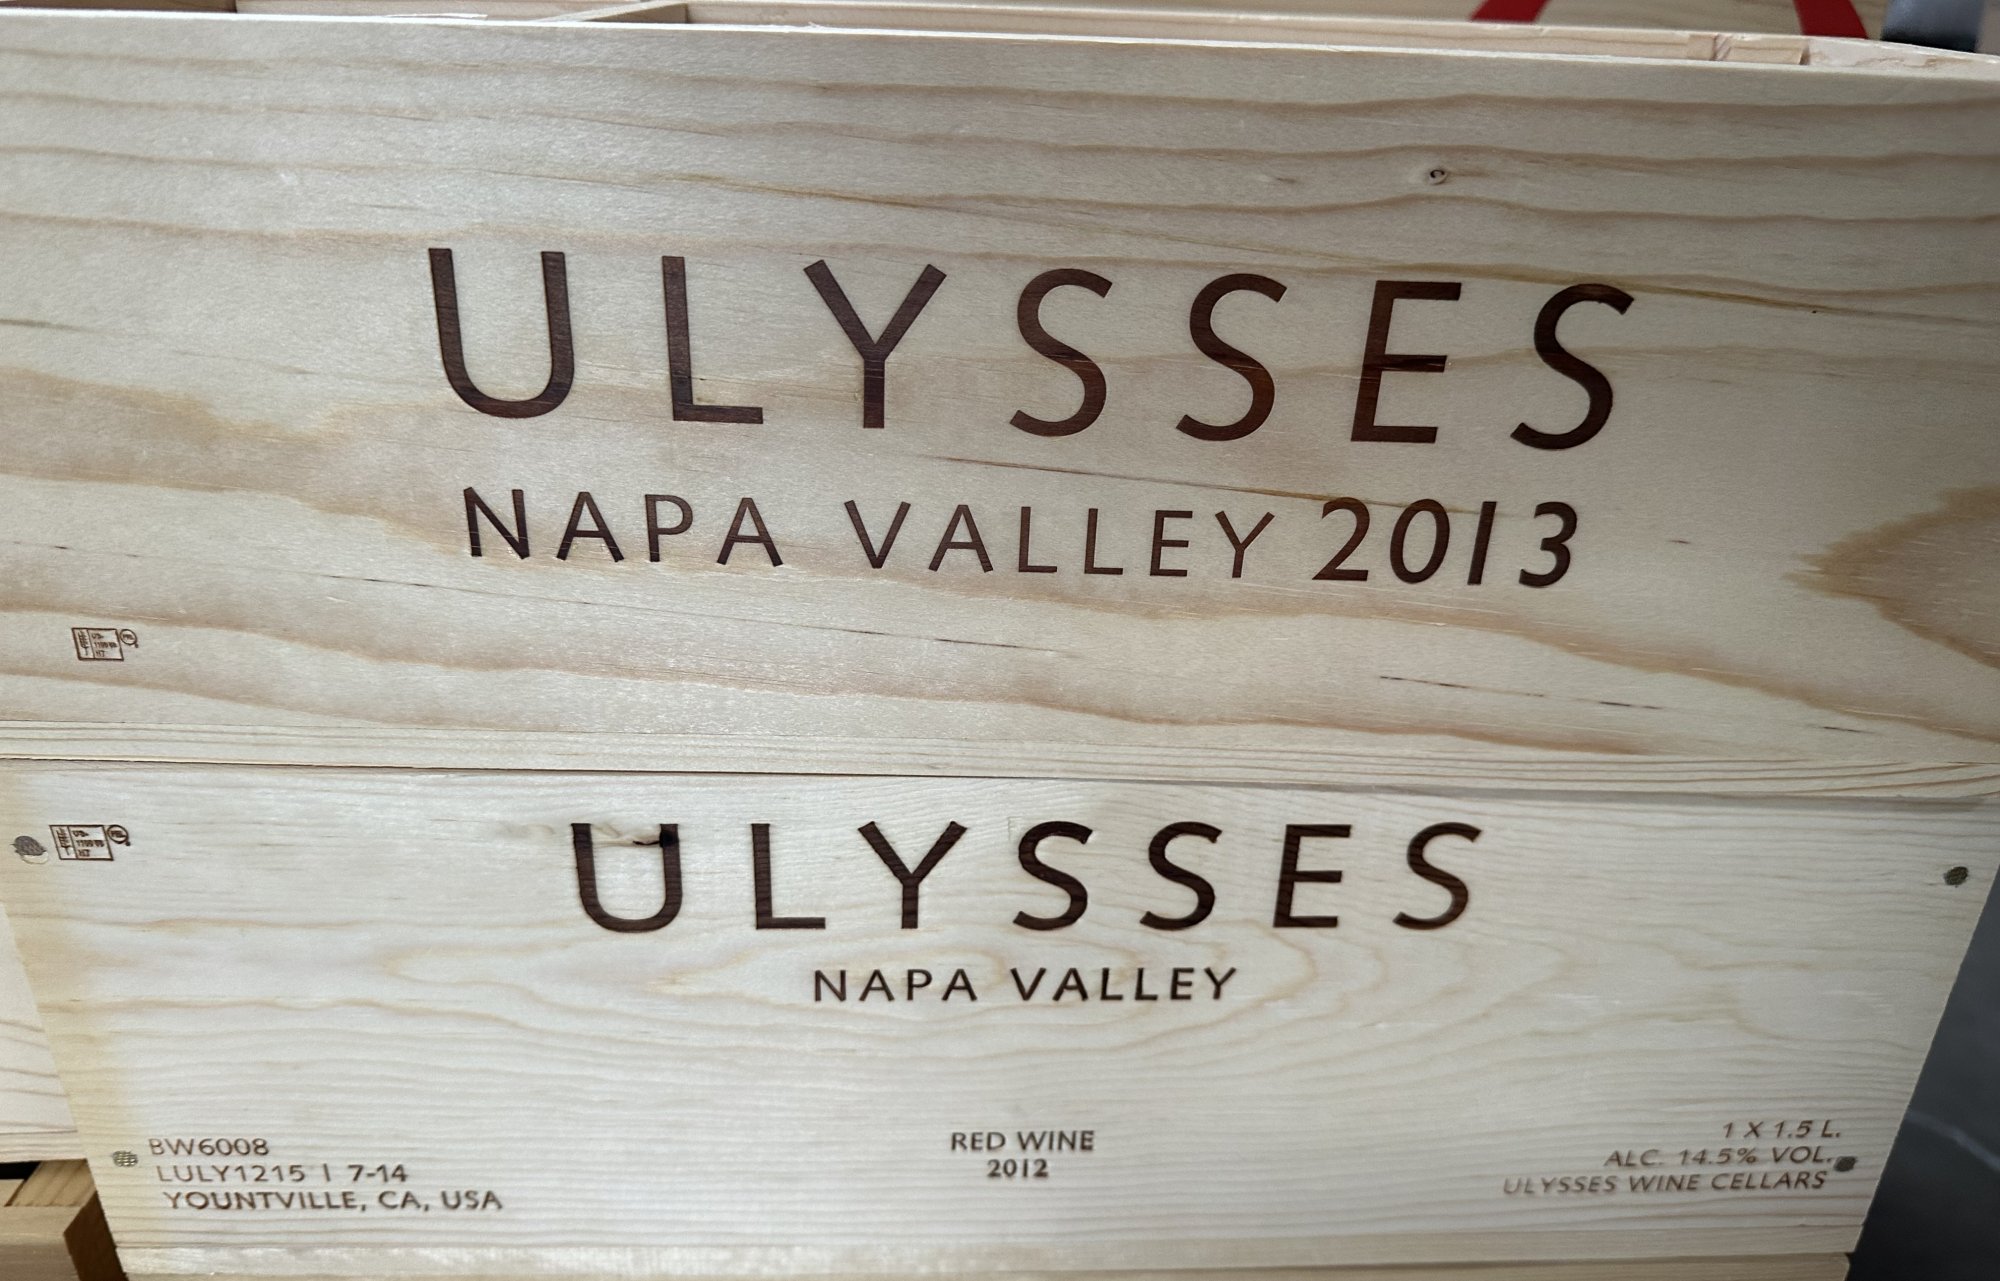 ULYSSES
NAPA VALLEY 2013
ULYSSES
NAPA VALLEY
BW6008
LULY1215 | 7-14
YOUNTVILLE, CA, USA
RED WINE
2012
1 X 1.5 L.
ALC. 14.5% VOL.
ULYSSES WINE CELLARS